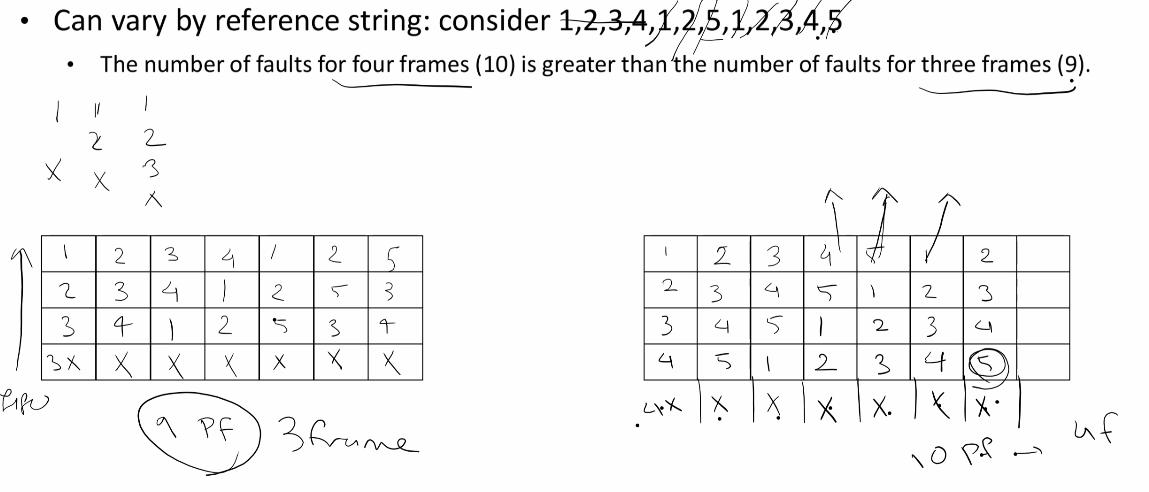 • Can vary by reference string: consider 1,2,3,4,1,2,5,1,2,3,4,5
• The number of faults for four frames (10) is greater than the number of faults for three frames (9).
1 1 1
2 2
X X 3
X
1 2 3 4 1 2 5
2 3 4 1 2 5 3
3 4 1 2 5 3 4
3X X X X X X X
9 PF 3 frame
1 2 3 4 1 2
2 3 4 5 1 2 3
3 4 5 1 2 3 4
4 5 1 2 3 4 5
4X X X X X. X X
10 pf → 4f